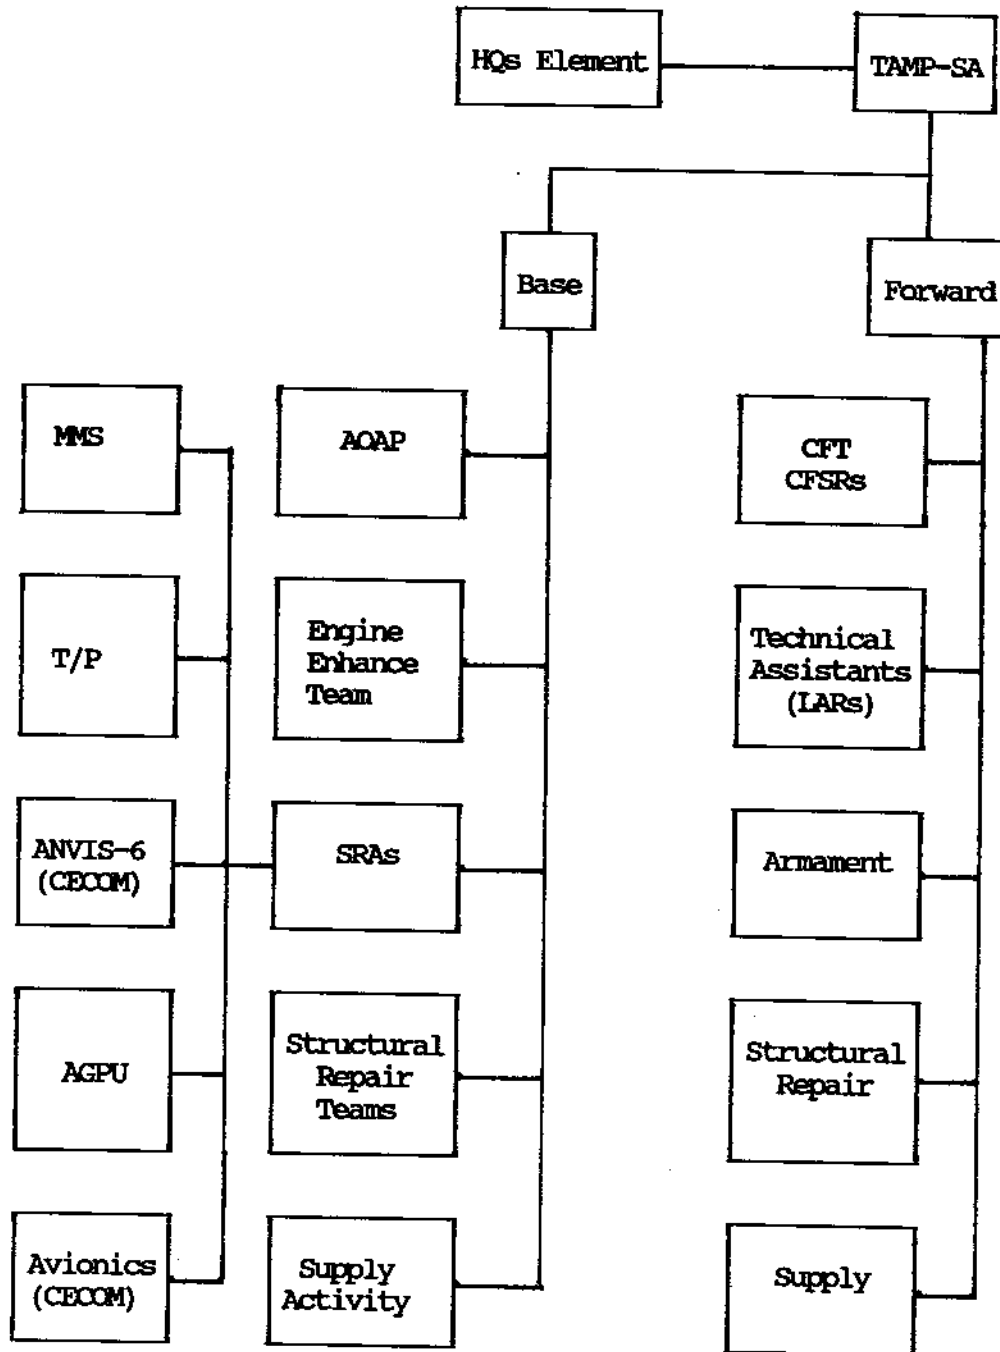 HQs Element
TAMP-SA
Base
Forward
MMS
T/P
ANVIS-6
(CECOM)
AGPU
Avionics
(CECOM)
AOAP
Engine
Enhance
Team
SRAs
Structural
Repair
Teams
Supply
Activity
CFT
CFSRs
Technical
Assistants
(LARs)
Armament
Structural
Repair
Supply